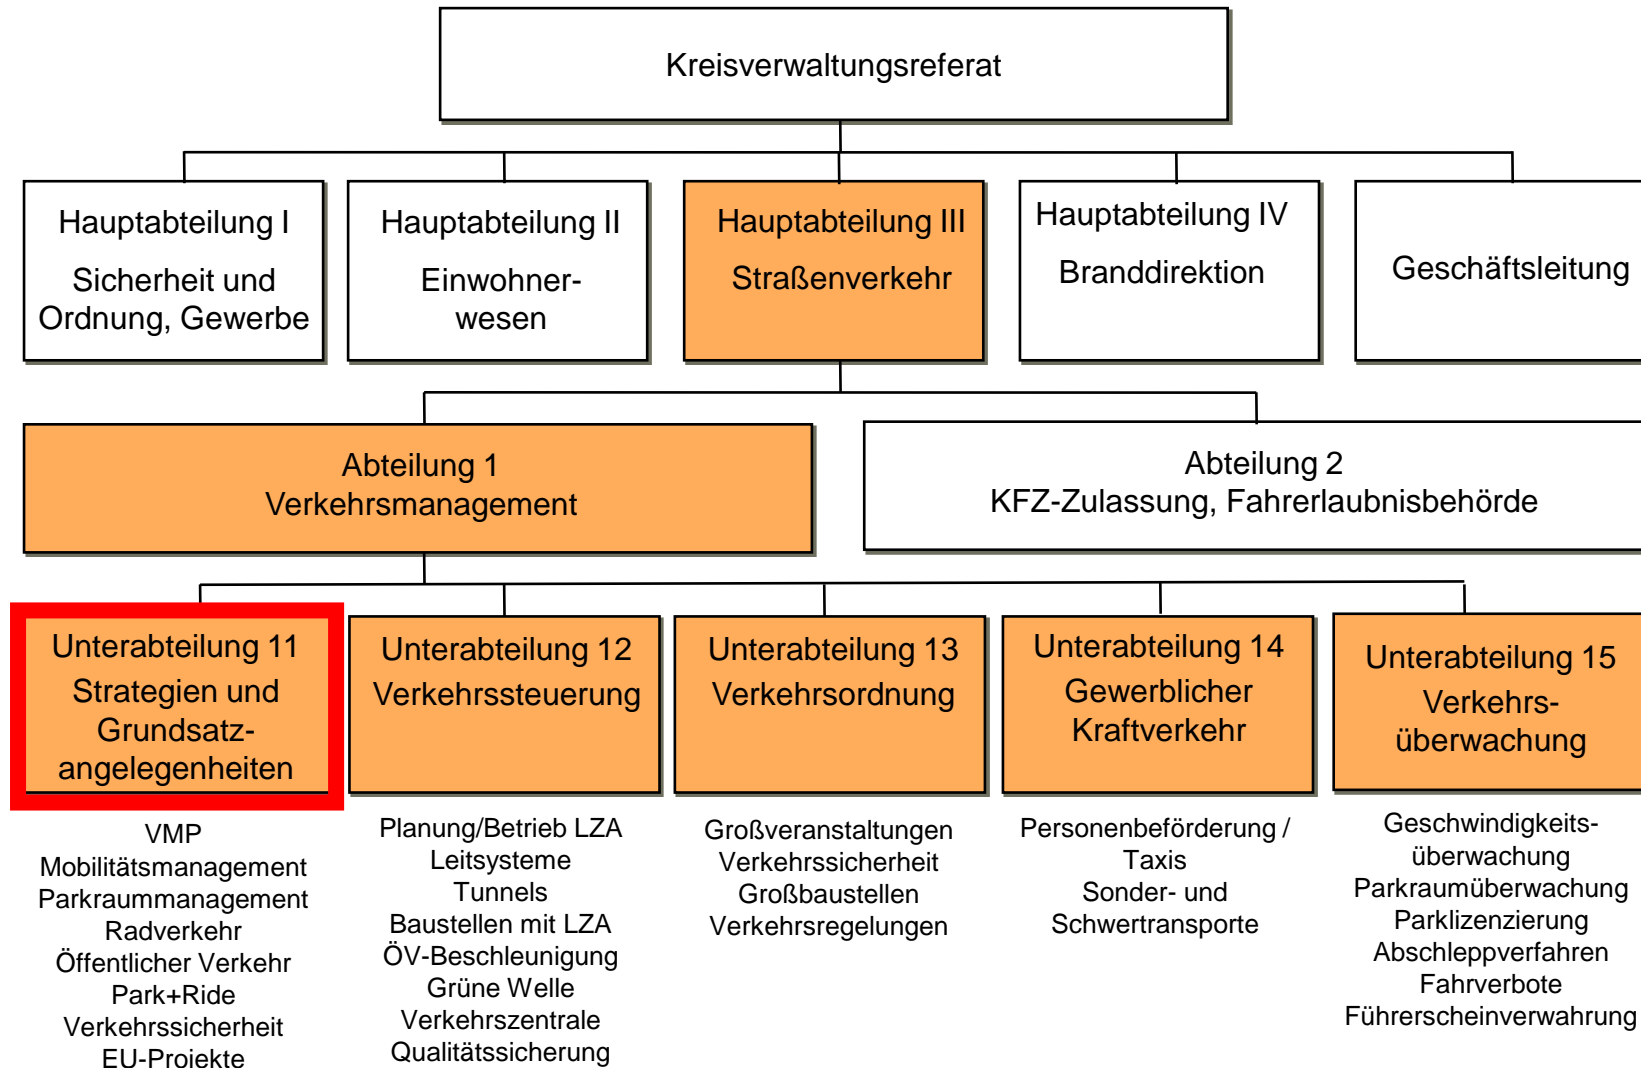 Kreisverwaltungsreferat
Hauptabteilung I
Sicherheit und
Ordnung, Gewerbe
Hauptabteilung II
Einwohner-
wesen
Hauptabteilung III
Straßenverkehr
Hauptabteilung IV
Branddirektion
Geschäftsleitung
Abteilung 1
Verkehrsmanagement
Abteilung 2
KFZ-Zulassung, Fahrerlaubnisbehörde
Unterabteilung 11
Strategien und
Grundsatz-
angelegenheiten
Unterabteilung 12
Verkehrssteuerung
Unterabteilung 13
Verkehrsordnung
Unterabteilung 14
Gewerblicher
Kraftverkehr
Unterabteilung 15
Verkehrs-
überwachung
VMP
Mobilitätsmanagement
Parkraummanagement
Radverkehr
Öffentlicher Verkehr
Park+Ride
Verkehrssicherheit
EU-Projekte
Planung/Betrieb LZA
Leitsysteme
Tunnels
Baustellen mit LZA
ÖV-Beschleunigung
Grüne Welle
Verkehrszentrale
Qualitätssicherung
Großveranstaltungen
Verkehrssicherheit
Großbaustellen
Verkehrsregelungen
Personenbeförderung /
Taxis
Sonder- und
Schwertransporte
Geschwindigkeits-
überwachung
Parkraumüberwachung
Parklizenzierung
Abschleppverfahren
Fahrverbote
Führerscheinverwahrung